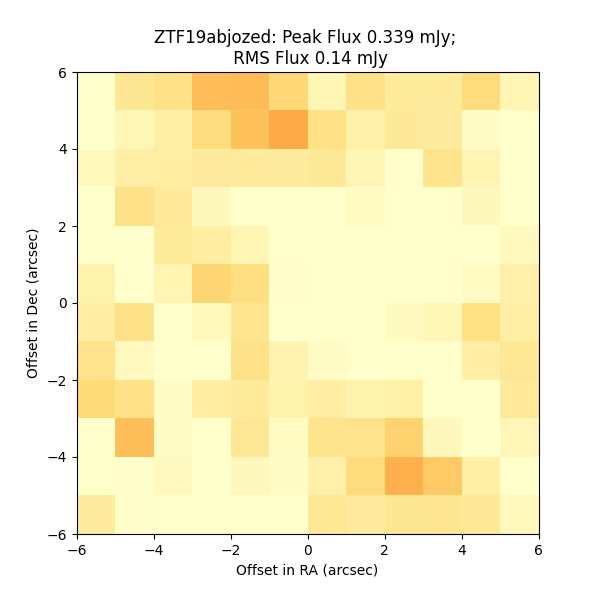 ZTF19abjozed: Peak Flux 0.339 mJy;
RMS Flux 0.14 mJy
6
4
2
0
−2
−4
−6
Offset in Dec (arcsec)
−6 −4 −2 0 2 4 6
Offset in RA (arcsec)